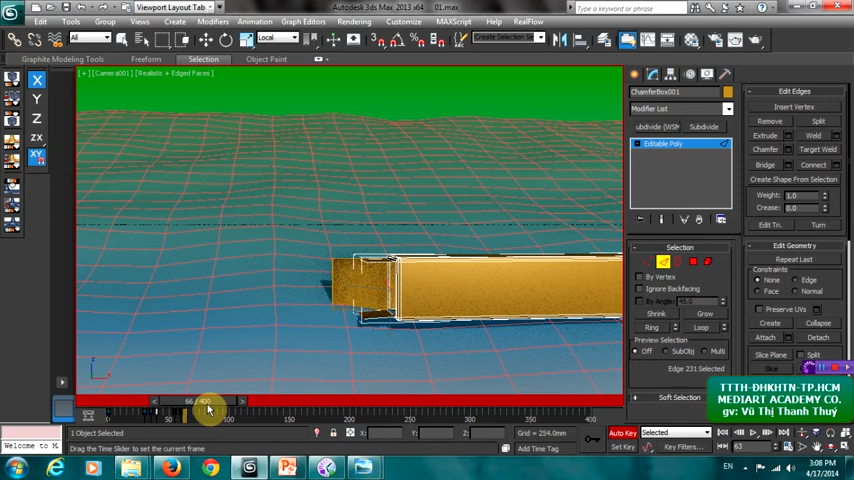 Viewport Layout Tab
Autodesk 3ds Max 2013 x64 01.max
Type a keyword or phrase
Edit Tools Group Views Create Modifiers Animation Graph Editors Rendering Customize MAXScript Help RealFlow
All Local Create Selection Se
Graphite Modeling Tools Freeform Selection Object Paint
[+] [Camera001] [Realistic + Edged Faces]
X
Y
Z
ZX
XY
ChamferBox001
Modifier List
ubdivide (WSM Subdivide
Editable Poly
Selection
By Vertex
Ignore Backfacing
By Angle: 45.0
Shrink Grow
Ring Loop
Preview Selection
Off SubObj Multi
Edge 231 Selected
Soft Selection
Edit Edges
Insert Vertex
Remove Split
Extrude Weld
Chamfer Target Weld
Bridge Connect
Create Shape From Selection
Weight: 1.0
Crease: 0.0
Edit Tri. Turn
Edit Geometry
Repeat Last
Constraints
None Edge
Face Normal
Preserve UVs
Create Collapse
Attach Detach
Slice Plane Split
Slice
TTTH-ĐHKHTN-TP.HCM
MEDIART ACADEMY CO.
gv: Vũ Thị Thanh Thuý
66 / 400
100 150 200 250 300 350 400
1 Object Selected X: Y: Z: Grid = 254.0mm Auto Key Selected
Welcome to M Drag the Time Slider to set the current frame Add Time Tag Set Key Key Filters... 63
EN 3:08 PM
4/17/2014